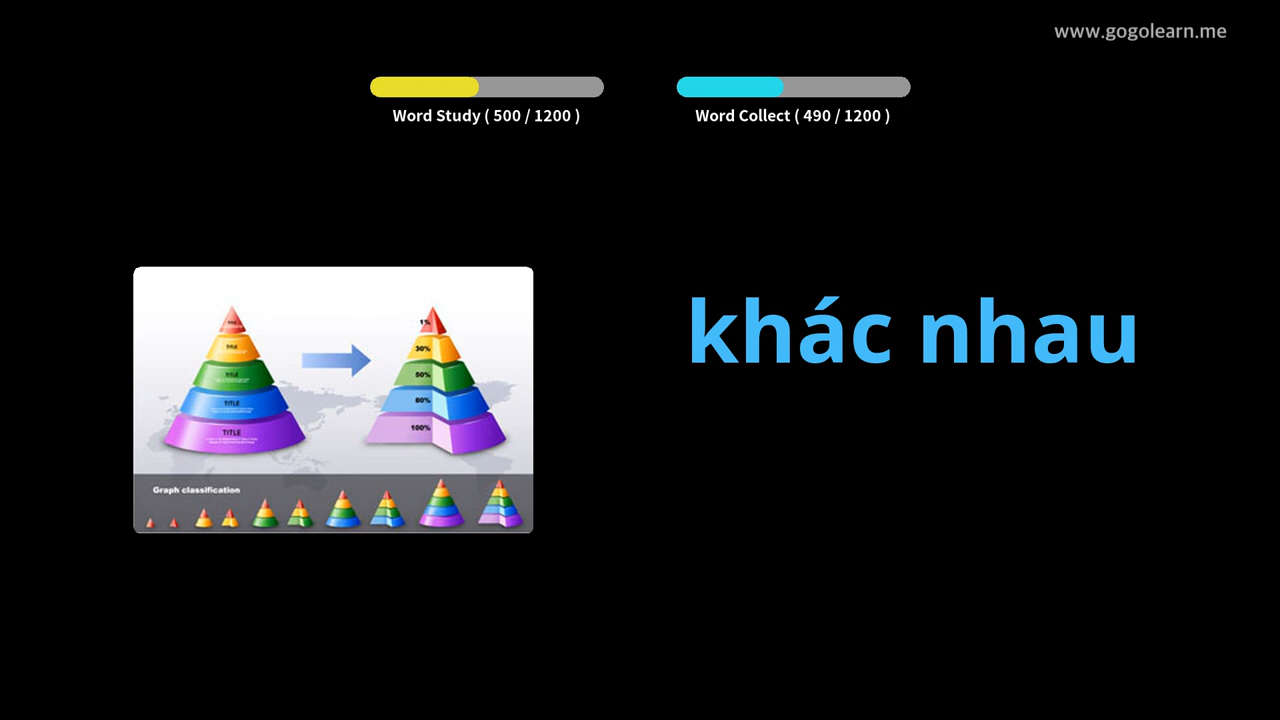 www.gogolearn.me
Word Study ( 500 / 1200 )
Word Collect ( 490 / 1200 )
khác nhau
TITLE
TITLE
TITLE
TITLE
1%
30%
50%
80%
100%
Graph classification